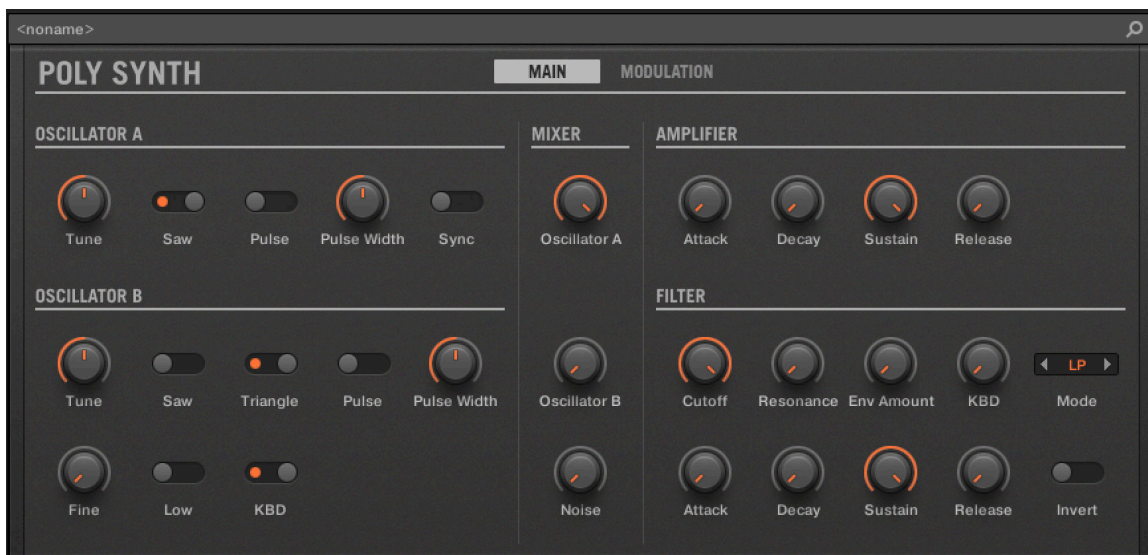 <noname>
POLY SYNTH MAIN MODULATION
OSCILLATOR A MIXER AMPLIFIER
Tune Saw Pulse Pulse Width Sync Oscillator A Attack Decay Sustain Release
OSCILLATOR B FILTER
LP
Tune Saw Triangle Pulse Pulse Width Oscillator B Cutoff Resonance Env Amount KBD Mode
Fine Low KBD Noise Attack Decay Sustain Release Invert